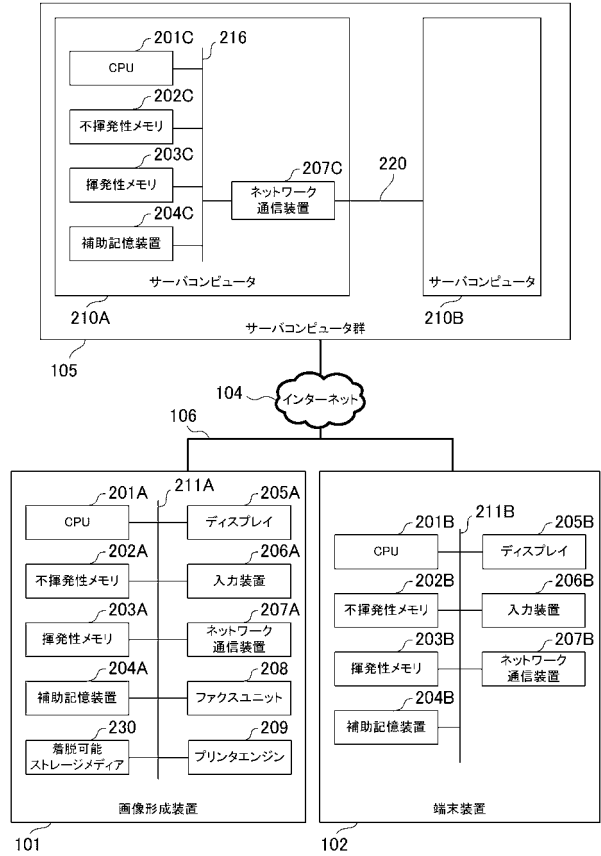 201C
216
CPU
202C
不揮発性メモリ
203C
揮発性メモリ
207C
ネットワーク
通信装置
220
204C
補助記憶装置
サーバコンピュータ
210A
サーバコンピュータ
210B
サーバコンピュータ群
105
104
インターネット
106
201A
211A
205A
CPU
ディスプレイ
202A
206A
不揮発性メモリ
入力装置
203A
207A
揮発性メモリ
ネットワーク
通信装置
204A
208
補助記憶装置
ファクスユニット
230
209
着脱可能
ストレージメディア
プリンタエンジン
画像形成装置
101
201B
211B
205B
CPU
ディスプレイ
202B
206B
不揮発性メモリ
入力装置
203B
207B
揮発性メモリ
ネットワーク
通信装置
204B
補助記憶装置
端末装置
102